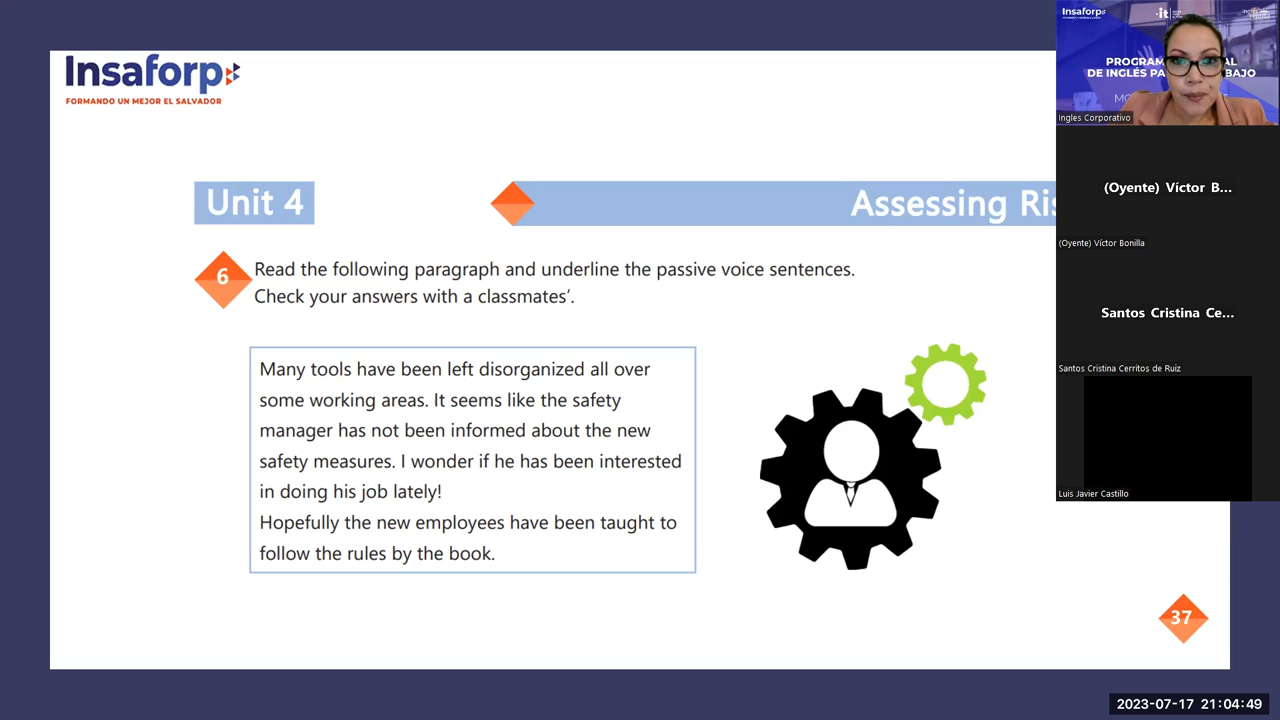 Insaforp
FORMANDO UN MEJOR EL SALVADOR
Unit 4
Assessing Ris
6
Read the following paragraph and underline the passive voice sentences.
Check your answers with a classmates’.
Many tools have been left disorganized all over
some working areas. It seems like the safety
manager has not been informed about the new
safety measures. I wonder if he has been interested
in doing his job lately!
Hopefully the new employees have been taught to
follow the rules by the book.
37
Insaforp
PROGRAM
AL
DE INGLÉS PA
BAJO
Ingles Corporativo
(Oyente) Víctor B...
(Oyente) Víctor Bonilla
Santos Cristina Ce...
Santos Cristina Cerritos de Ruiz
Luis Javier Castillo
2023-07-17 21:04:49